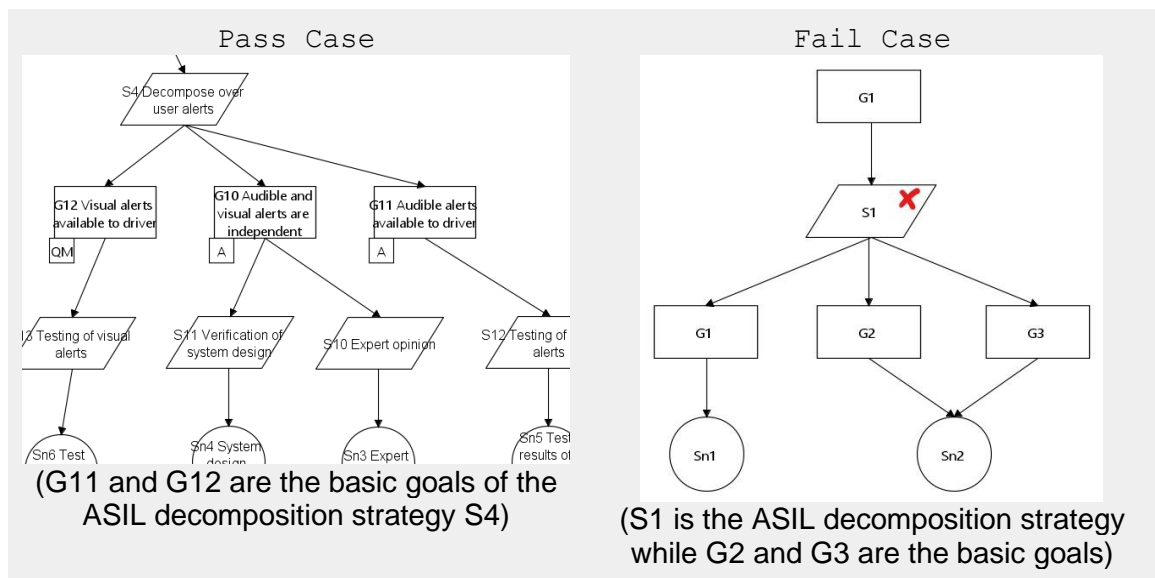 Pass Case
S4 Decompose over
user alerts
G12 Visual alerts
available to driver
QM
G10 Audible and
visual alerts are
independent
A
G11 Audible alerts
available to driver
A
13 Testing of visual
alerts
S11 Verification of
system design
S10 Expert opinion
S12 Testing of
alerts
Sn6 Test
Sn4 System
design
Sn3 Expert
Sn5 Test
results of
(G11 and G12 are the basic goals of the
ASIL decomposition strategy S4)
Fail Case
G1
S1
G1
G2
G3
Sn1
Sn2
(S1 is the ASIL decomposition strategy
while G2 and G3 are the basic goals)